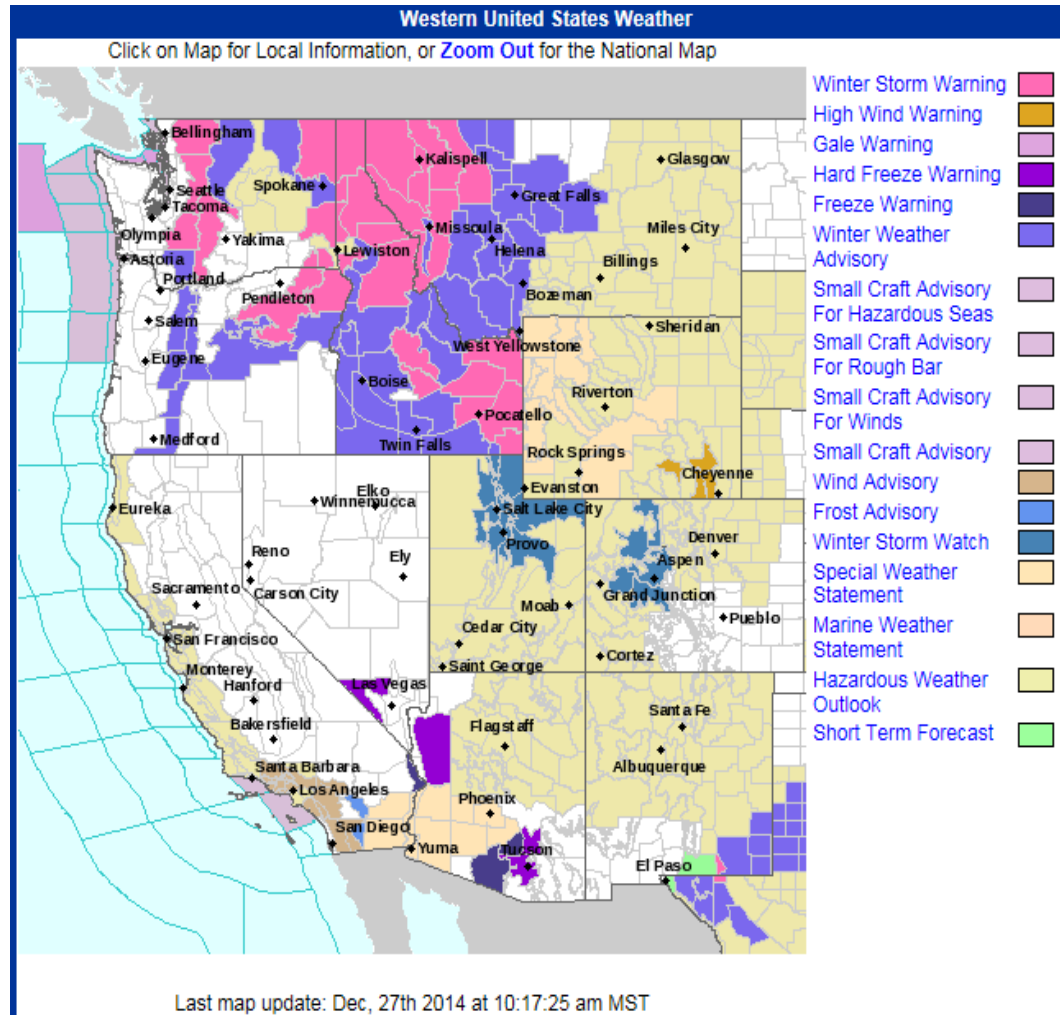 Western United States Weather
Click on Map for Local Information, or Zoom Out for the National Map
Bellingham
Seattle
Tacoma
Olympia
Spokane
Yakima
Kalispell
Glasgow
Great Falls
Missoula
Helena
Miles City
Lewiston
Astoria
Portland
Pendleton
Billings
Bozeman
Salem
Sheridan
West Yellowstone
Eugene
Boise
Riverton
Pocatello
Medford
Twin Falls
Rock Springs
Cheyenne
Evanston
Elko
Winnemucca
Eureka
Salt Lake City
Provo
Denver
Reno
Ely
Aspen
Sacramento
Carson City
Grand Junction
Moab
Pueblo
San Francisco
Cedar City
Cortez
Saint George
Monterey
Hanford
Las Vegas
Bakersfield
Flagstaff
Santa Fe
Albuquerque
Santa Barbara
Los Angeles
Phoenix
San Diego
Yuma
Tucson
El Paso
Winter Storm Warning
High Wind Warning
Gale Warning
Hard Freeze Warning
Freeze Warning
Winter Weather
Advisory
Small Craft Advisory
For Hazardous Seas
Small Craft Advisory
For Rough Bar
Small Craft Advisory
For Winds
Small Craft Advisory
Wind Advisory
Frost Advisory
Winter Storm Watch
Special Weather
Statement
Marine Weather
Statement
Hazardous Weather
Outlook
Short Term Forecast
Last map update: Dec, 27th 2014 at 10:17:25 am MST